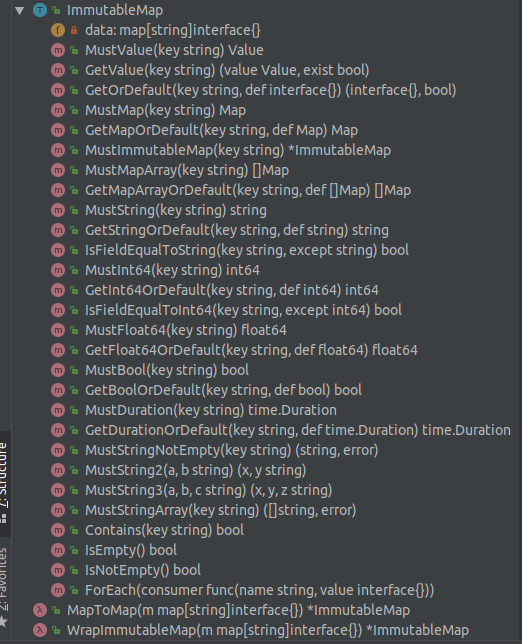 ImmutableMap
data: map[string]interface{}
MustValue(key string) Value
GetValue(key string) (value Value, exist bool)
GetOrDefault(key string, def interface{}) (interface{}, bool)
MustMap(key string) Map
GetMapOrDefault(key string, def Map) Map
MustImmutableMap(key string) *ImmutableMap
MustMapArray(key string) []Map
GetMapArrayOrDefault(key string, def []Map) []Map
MustString(key string) string
GetStringOrDefault(key string, def string) string
IsFieldEqualToString(key string, except string) bool
MustInt64(key string) int64
GetInt64OrDefault(key string, def int64) int64
IsFieldEqualToInt64(key string, except int64) bool
MustFloat64(key string) float64
GetFloat64OrDefault(key string, def float64) float64
MustBool(key string) bool
GetBoolOrDefault(key string, def bool) bool
MustDuration(key string) time.Duration
GetDurationOrDefault(key string, def time.Duration) time.Duration
MustStringNotEmpty(key string) (string, error)
MustString2(a, b string) (x, y string)
MustString3(a, b, c string) (x, y, z string)
MustStringArray(key string) ([]string, error)
Contains(key string) bool
IsEmpty() bool
IsNotEmpty() bool
ForEach(consumer func(name string, value interface{}))
MapToMap(m map[string]interface{}) *ImmutableMap
WrapImmutableMap(m map[string]interface{}) *ImmutableMap
7: Structure
2: Favorites